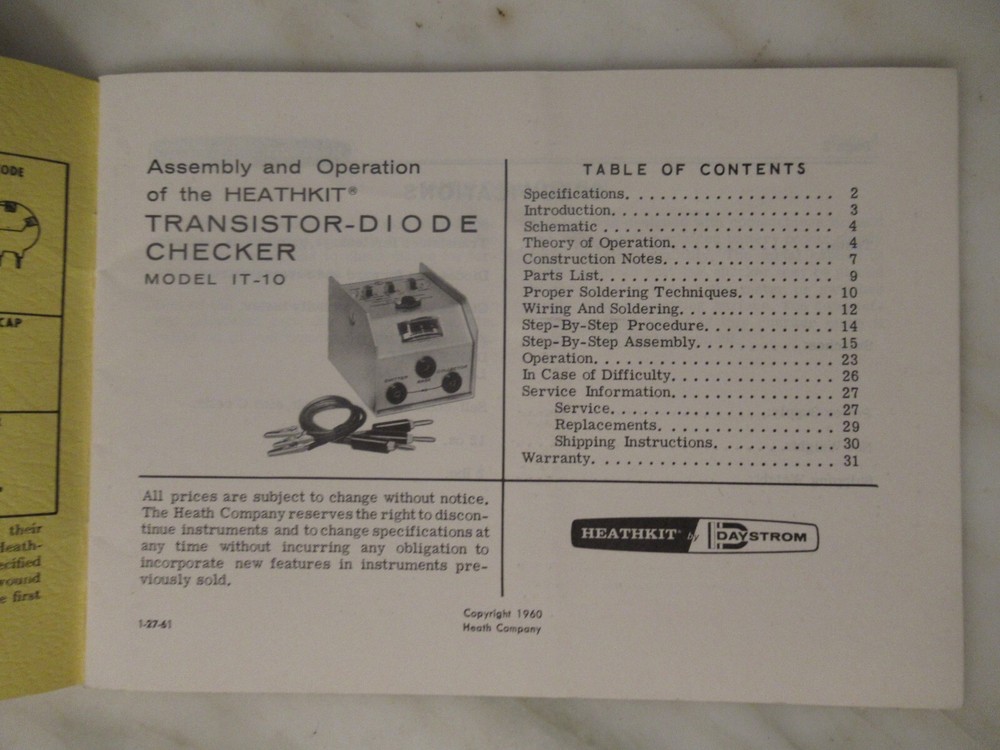 ODE
CAP
their
Heath-
ecified
round
e first
Assembly and Operation
of the HEATHKIT®
TRANSISTOR-DIODE
CHECKER
MODEL IT-10
TABLE OF CONTENTS
Specifications. . . . . . . . . . . . . . . . . . 2
Introduction. . . . . . . . . . . . . . . . . . . 3
Schematic . . . . . . . . . . . . . . . . . . . . 4
Theory of Operation. . . . . . . . . . . . . . 4
Construction Notes. . . . . . . . . . . . . . . 7
Parts List. . . . . . . . . . . . . . . . . . . . 9
Proper Soldering Techniques. . . . . . . . . 10
Wiring And Soldering. . . . . . . . . . . . . 12
Step-By-Step Procedure. . . . . . . . . . . 14
Step-By-Step Assembly. . . . . . . . . . . . 15
Operation. . . . . . . . . . . . . . . . . . . . 23
In Case of Difficulty. . . . . . . . . . . . . . 26
Service Information. . . . . . . . . . . . . . 27
Service. . . . . . . . . . . . . . . . . . . 27
Replacements. . . . . . . . . . . . . . . 29
Shipping Instructions. . . . . . . . . . 30
Warranty. . . . . . . . . . . . . . . . . . . . 31
All prices are subject to change without notice.
The Heath Company reserves the right to discon-
tinue instruments and to change specifications at
any time without incurring any obligation to
incorporate new features in instruments pre-
viously sold.
HEATHKIT® by DAYSTROM
1-27-61
Copyright 1960
Heath Company